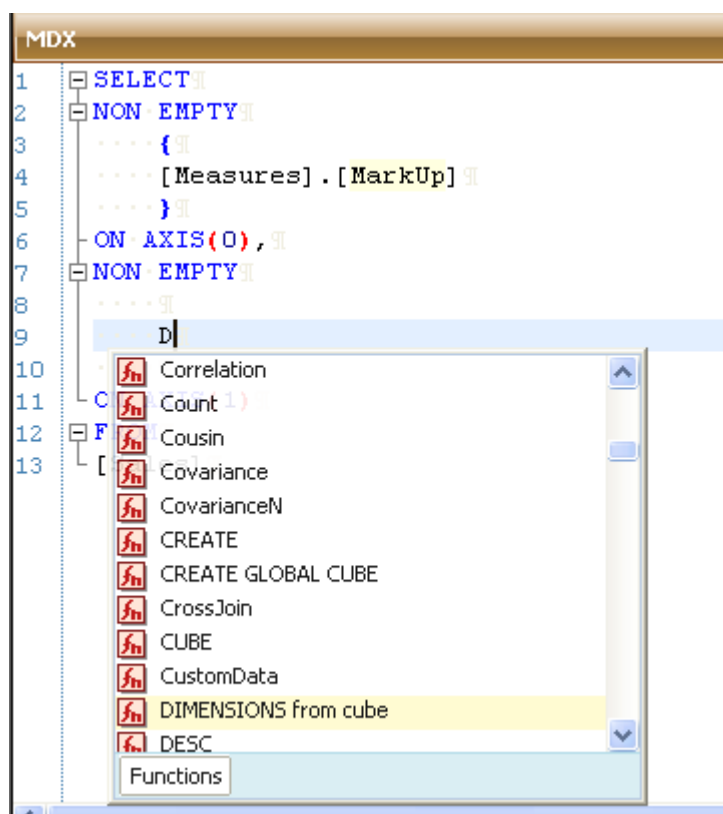 MDX
1 SELECT
2 NON EMPTY
3 {
4 [Measures].[MarkUp]
5 }
6 ON AXIS(0),
7 NON EMPTY
8
9 D
10
11
12 FROM
13
Correlation
Count
Cousin
Covariance
CovarianceN
CREATE
CREATE GLOBAL CUBE
CrossJoin
CUBE
CustomData
DIMENSIONS from cube
DESC
Functions